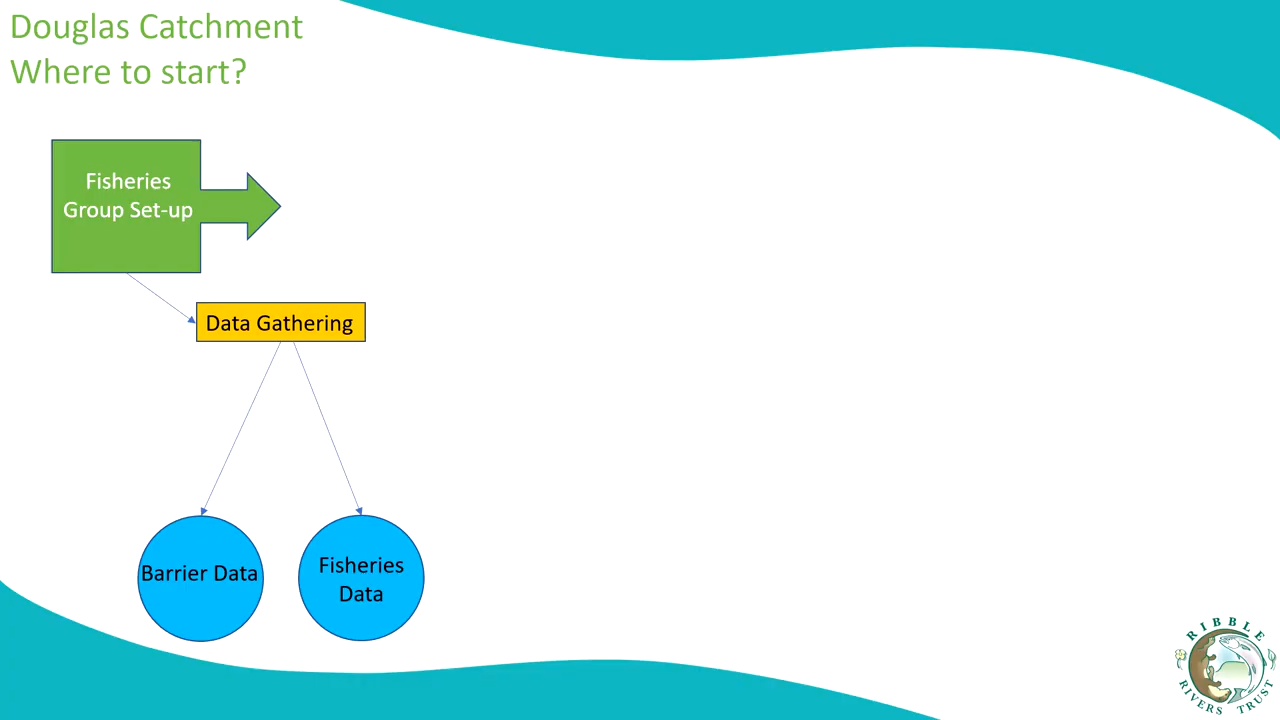 Douglas Catchment
Where to start?
Fisheries
Group Set-up
Data Gathering
Barrier Data
Fisheries
Data
RIBBLE
RIVERS TRUST